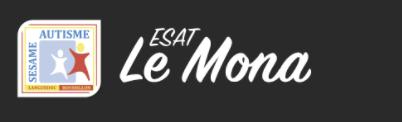 SESAME
AUTISME
LANGUEDOC ROUSSILLON
ESAT
Le Mona